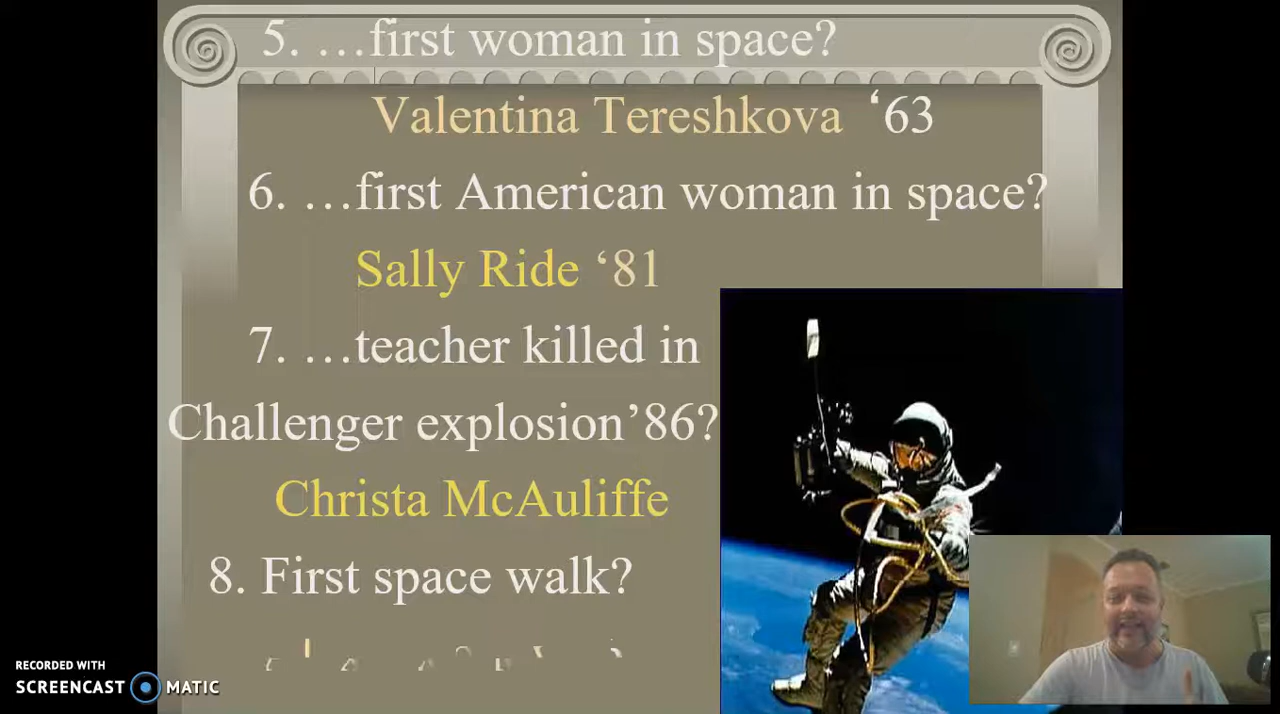 5. …first woman in space?
Valentina Tereshkova ‘63
6. …first American woman in space?
Sally Ride ‘81
7. …teacher killed in
Challenger explosion’86?
Christa McAuliffe
8. First space walk?
RECORDED WITH
SCREENCAST MATIC